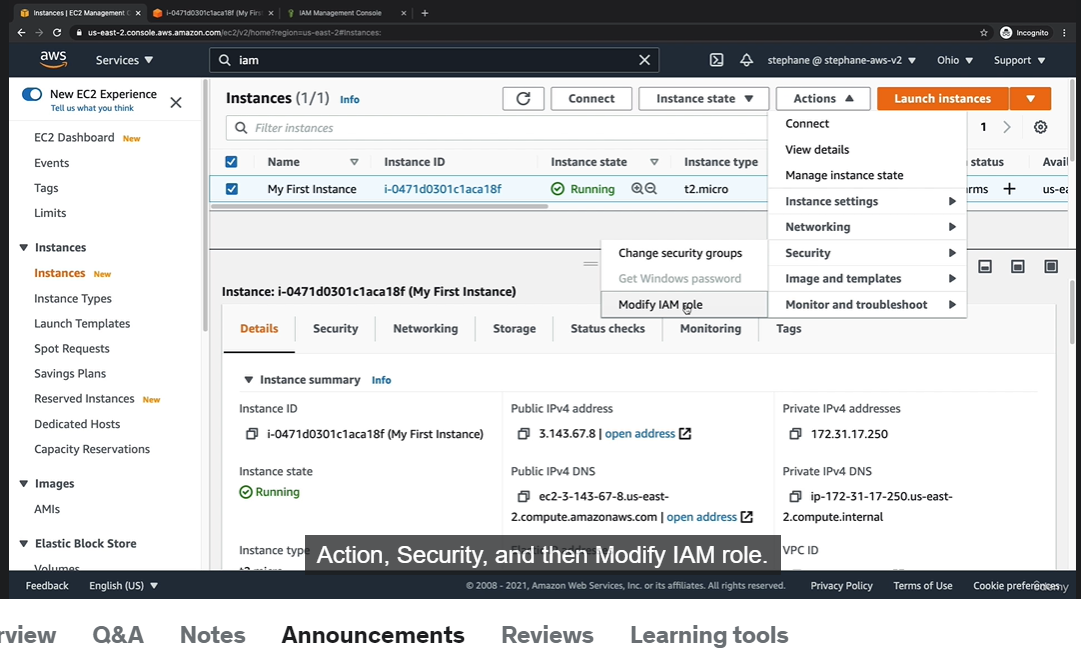 Instances | EC2 Management C
i-0471d0301c1aca18f (My Firs
IAM Management Console
us-east-2.console.aws.amazon.com/ec2/v2/home?region=us-east-2#Instances:
Incognito
aws
Services
iam
stephane @ stephane-aws-v2
Ohio
Support
New EC2 Experience
Tell us what you think
EC2 Dashboard New
Events
Tags
Limits
Instances
Instances New
Instance Types
Launch Templates
Spot Requests
Savings Plans
Reserved Instances New
Dedicated Hosts
Capacity Reservations
Images
AMIs
Elastic Block Store
Volumes
Instances (1/1) Info
Connect
Instance state
Actions
Launch instances
Filter instances
1
Name
Instance ID
Instance state
Instance type
status
Avai
My First Instance
i-0471d0301c1aca18f
Running
t2.micro
rms
us-ea
Connect
View details
Manage instance state
Instance settings
Networking
Security
Image and templates
Monitor and troubleshoot
Change security groups
Get Windows password
Modify IAM role
Instance: i-0471d0301c1aca18f (My First Instance)
Details
Security
Networking
Storage
Status checks
Monitoring
Tags
Instance summary Info
Instance ID
i-0471d0301c1aca18f (My First Instance)
Public IPv4 address
3.143.67.8 | open address
Private IPv4 addresses
172.31.17.250
Instance state
Running
Public IPv4 DNS
ec2-3-143-67-8.us-east-
2.compute.amazonaws.com | open address
Private IPv4 DNS
ip-172-31-17-250.us-east-
2.compute.internal
Instance type
t2.micro
VPC ID
Action, Security, and then Modify IAM role.
Feedback
English (US)
© 2008 - 2021, Amazon Web Services, Inc. or its affiliates. All rights reserved.
Privacy Policy
Terms of Use
Cookie preferences
ûdemy
rview
Q&A
Notes
Announcements
Reviews
Learning tools